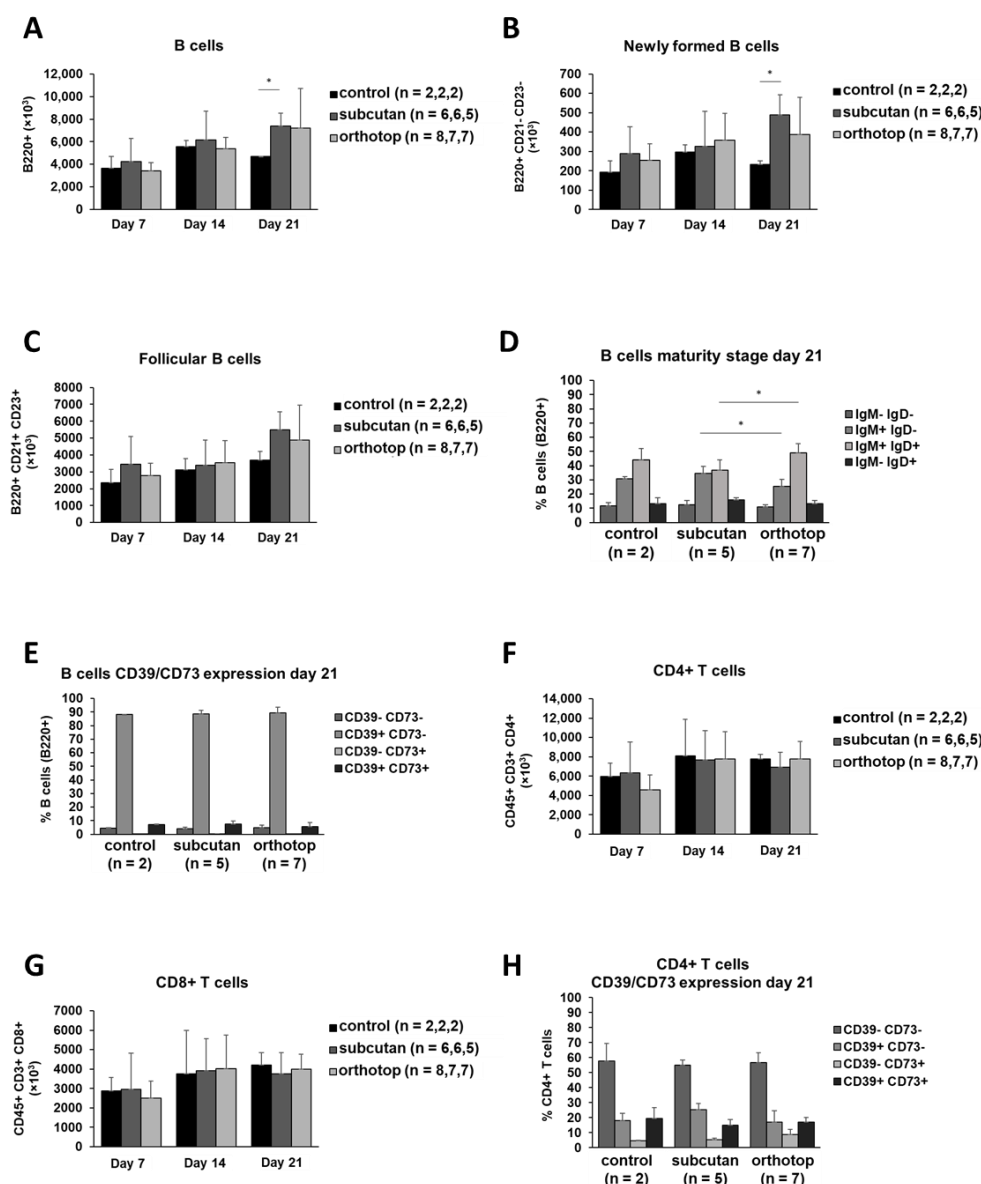 A
B cells
B220+ (×10³)
12,000
10,000
8,000
6,000
4,000
2,000
0
*
Day 7 Day 14 Day 21
control (n = 2,2,2)
subcutan (n = 6,6,5)
orthotop (n = 8,7,7)
B
Newly formed B cells
B220+ CD21- CD23-
(×10³)
700
600
500
400
300
200
100
0
*
Day 7 Day 14 Day 21
control (n = 2,2,2)
subcutan (n = 6,6,5)
orthotop (n = 8,7,7)
C
Follicular B cells
B220+ CD21+ CD23+
(×10³)
8000
7000
6000
5000
4000
3000
2000
1000
0
Day 7 Day 14 Day 21
control (n = 2,2,2)
subcutan (n = 6,6,5)
orthotop (n = 8,7,7)
D
B cells maturity stage day 21
% B cells (B220+)
100
90
80
70
60
50
40
30
20
10
0
*
*
control subcutan orthotop
(n = 2) (n = 5) (n = 7)
IgM- IgD-
IgM+ IgD-
IgM+ IgD+
IgM- IgD+
E
B cells CD39/CD73 expression day 21
% B cells (B220+)
100
90
80
70
60
50
40
30
20
10
0
control subcutan orthotop
(n = 2) (n = 5) (n = 7)
CD39- CD73-
CD39+ CD73-
CD39- CD73+
CD39+ CD73+
F
CD4+ T cells
CD45+ CD3+ CD4+
(×10³)
14,000
12,000
10,000
8,000
6,000
4,000
2,000
0
Day 7 Day 14 Day 21
control (n = 2,2,2)
subcutan (n = 6,6,5)
orthotop (n = 8,7,7)
G
CD8+ T cells
CD45+ CD3+ CD8+
(×10³)
7000
6000
5000
4000
3000
2000
1000
0
Day 7 Day 14 Day 21
control (n = 2,2,2)
subcutan (n = 6,6,5)
orthotop (n = 8,7,7)
H
CD4+ T cells
CD39/CD73 expression day 21
% CD4+ T cells
100
90
80
70
60
50
40
30
20
10
0
control subcutan orthotop
(n = 2) (n = 5) (n = 7)
CD39- CD73-
CD39+ CD73-
CD39- CD73+
CD39+ CD73+